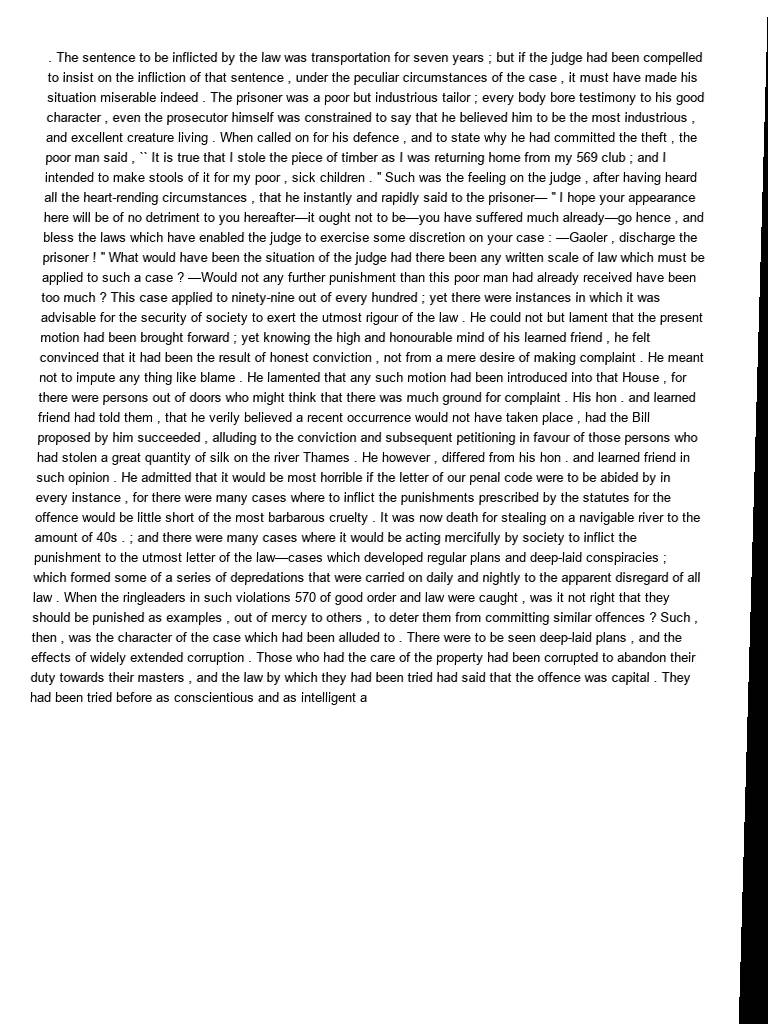 . The sentence to be inflicted by the law was transportation for seven years ; but if the judge had been compelled
to insist on the infliction of that sentence , under the peculiar circumstances of the case , it must have made his
situation miserable indeed . The prisoner was a poor but industrious tailor ; every body bore testimony to his good
character , even the prosecutor himself was constrained to say that he believed him to be the most industrious ,
and excellent creature living . When called on for his defence , and to state why he had committed the theft , the
poor man said , `` It is true that I stole the piece of timber as I was returning home from my 569 club ; and I
intended to make stools of it for my poor , sick children . " Such was the feeling on the judge , after having heard
all the heart-rending circumstances , that he instantly and rapidly said to the prisoner— " I hope your appearance
here will be of no detriment to you hereafter—it ought not to be—you have suffered much already—go hence , and
bless the laws which have enabled the judge to exercise some discretion on your case : —Gaoler , discharge the
prisoner ! " What would have been the situation of the judge had there been any written scale of law which must be
applied to such a case ? —Would not any further punishment than this poor man had already received have been
too much ? This case applied to ninety-nine out of every hundred ; yet there were instances in which it was
advisable for the security of society to exert the utmost rigour of the law . He could not but lament that the present
motion had been brought forward ; yet knowing the high and honourable mind of his learned friend , he felt
convinced that it had been the result of honest conviction , not from a mere desire of making complaint . He meant
not to impute any thing like blame . He lamented that any such motion had been introduced into that House , for
there were persons out of doors who might think that there was much ground for complaint . His hon . and learned
friend had told them , that he verily believed a recent occurrence would not have taken place , had the Bill
proposed by him succeeded , alluding to the conviction and subsequent petitioning in favour of those persons who
had stolen a great quantity of silk on the river Thames . He however , differed from his hon . and learned friend in
such opinion . He admitted that it would be most horrible if the letter of our penal code were to be abided by in
every instance , for there were many cases where to inflict the punishments prescribed by the statutes for the
offence would be little short of the most barbarous cruelty . It was now death for stealing on a navigable river to the
amount of 40s . ; and there were many cases where it would be acting mercifully by society to inflict the
punishment to the utmost letter of the law—cases which developed regular plans and deep-laid conspiracies ;
which formed some of a series of depredations that were carried on daily and nightly to the apparent disregard of all
law . When the ringleaders in such violations 570 of good order and law were caught , was it not right that they
should be punished as examples , out of mercy to others , to deter them from committing similar offences ? Such ,
then , was the character of the case which had been alluded to . There were to be seen deep-laid plans , and the
effects of widely extended corruption . Those who had the care of the property had been corrupted to abandon their
duty towards their masters , and the law by which they had been tried had said that the offence was capital . They
had been tried before as conscientious and as intelligent a